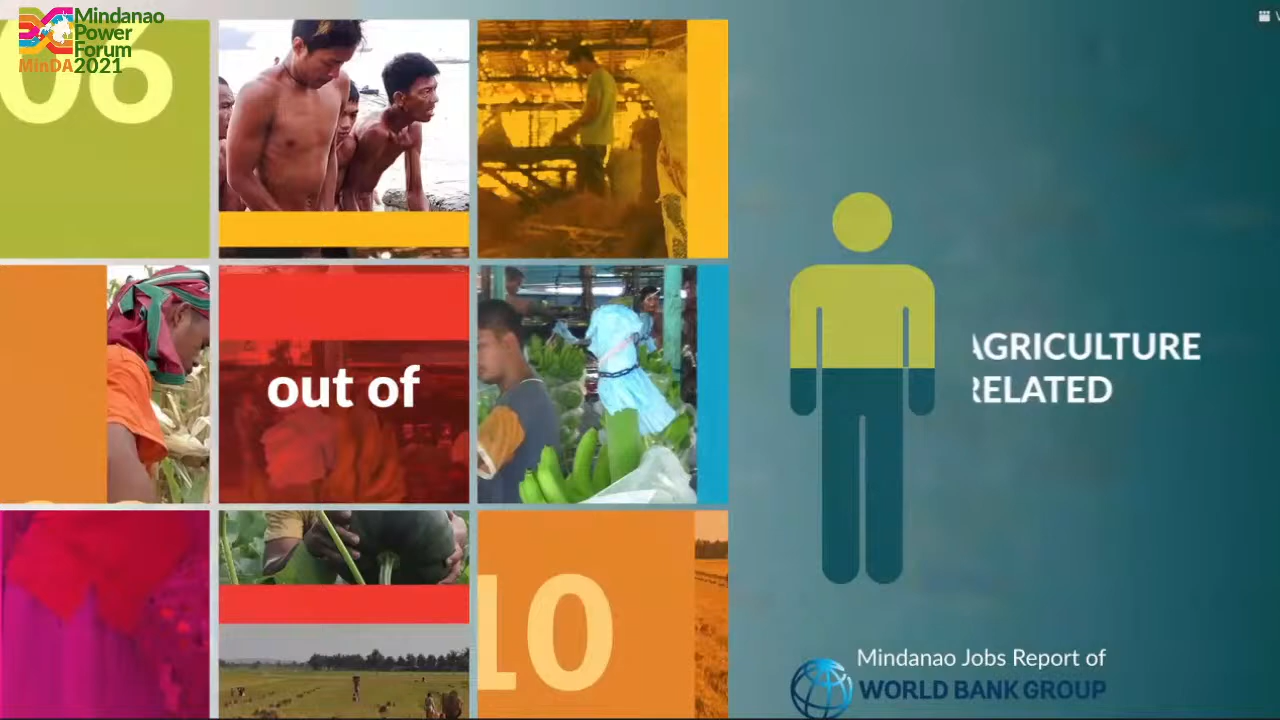 Mindanao
Power
Forum
MinDA2021
06
out of
10
AGRICULTURE
RELATED
Mindanao Jobs Report of
WORLD BANK GROUP